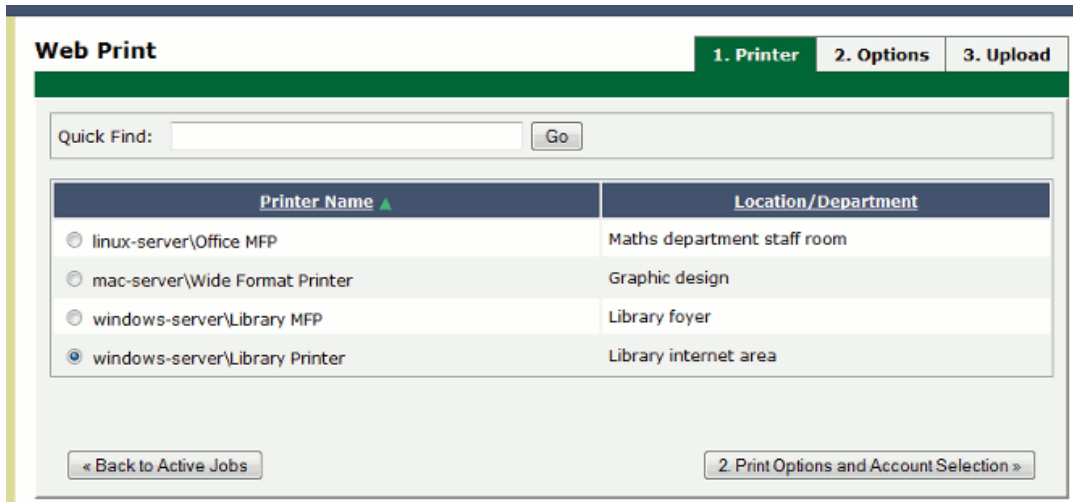 Web Print
1. Printer 2. Options 3. Upload
Quick Find: Go
Printer Name ▲ Location/Department
linux-server\Office MFP Maths department staff room
mac-server\Wide Format Printer Graphic design
windows-server\Library MFP Library foyer
windows-server\Library Printer Library internet area
« Back to Active Jobs 2. Print Options and Account Selection »